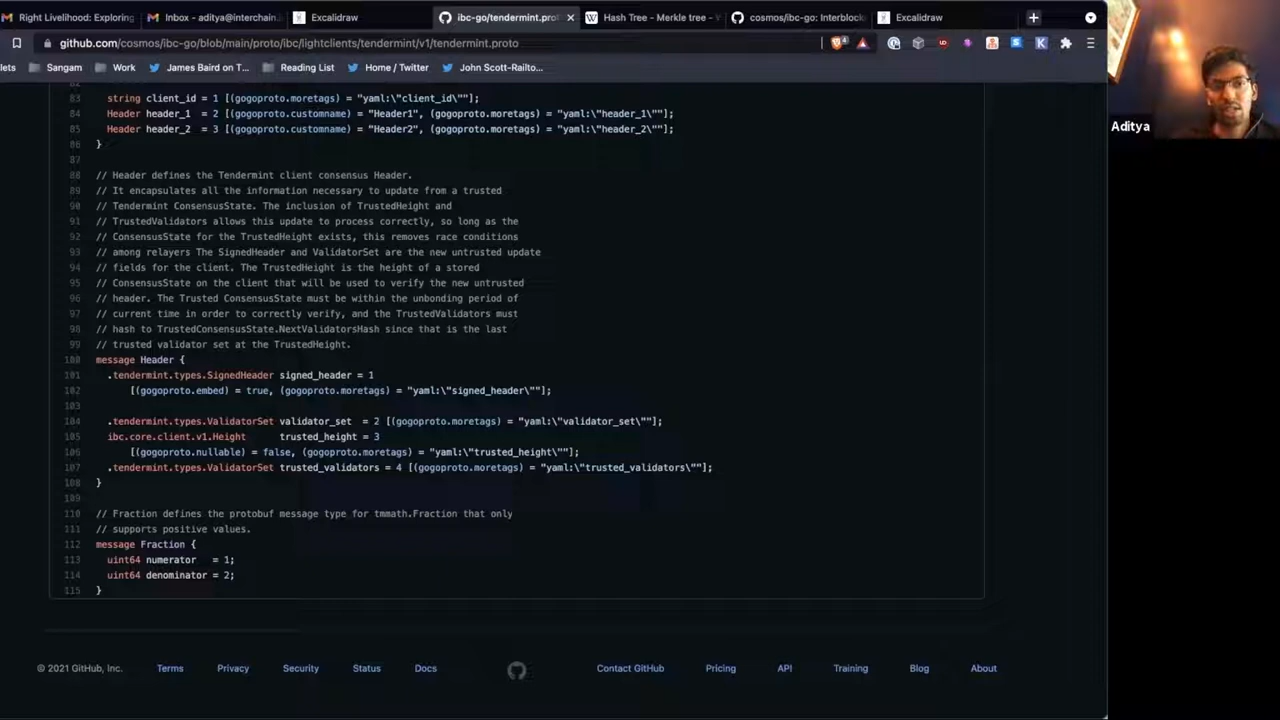 Right Livelihood: Exploring
Inbox - aditya@interchain.
Excalidraw
ibc-go/tendermint.prot
Hash Tree - Merkle tree - W
cosmos/ibc-go: Interblock
Excalidraw
github.com/cosmos/ibc-go/blob/main/proto/ibc/lightclients/tendermint/v1/tendermint.proto
lets
Sangam
Work
James Baird on T...
Reading List
Home / Twitter
John Scott-Railto...
83 string client_id = 1 [(gogoproto.moretags) = "yaml:\"client_id\""];
84 Header header_1 = 2 [(gogoproto.customname) = "Header1", (gogoproto.moretags) = "yaml:\"header_1\""];
85 Header header_2 = 3 [(gogoproto.customname) = "Header2", (gogoproto.moretags) = "yaml:\"header_2\""];
86 }
87
88 // Header defines the Tendermint client consensus Header.
89 // It encapsulates all the information necessary to update from a trusted
90 // Tendermint ConsensusState. The inclusion of TrustedHeight and
91 // TrustedValidators allows this update to process correctly, so long as the
92 // ConsensusState for the TrustedHeight exists, this removes race conditions
93 // among relayers The SignedHeader and ValidatorSet are the new untrusted update
94 // fields for the client. The TrustedHeight is the height of a stored
95 // ConsensusState on the client that will be used to verify the new untrusted
96 // header. The Trusted ConsensusState must be within the unbonding period of
97 // current time in order to correctly verify, and the TrustedValidators must
98 // hash to TrustedConsensusState.NextValidatorsHash since that is the last
99 // trusted validator set at the TrustedHeight.
100 message Header {
101 .tendermint.types.SignedHeader signed_header = 1
102 [(gogoproto.embed) = true, (gogoproto.moretags) = "yaml:\"signed_header\""];
103
104 .tendermint.types.ValidatorSet validator_set = 2 [(gogoproto.moretags) = "yaml:\"validator_set\""];
105 ibc.core.client.v1.Height trusted_height = 3
106 [(gogoproto.nullable) = false, (gogoproto.moretags) = "yaml:\"trusted_height\""];
107 .tendermint.types.ValidatorSet trusted_validators = 4 [(gogoproto.moretags) = "yaml:\"trusted_validators\""];
108 }
109
110 // Fraction defines the protobuf message type for tmmath.Fraction that only
111 // supports positive values.
112 message Fraction {
113 uint64 numerator = 1;
114 uint64 denominator = 2;
115 }
© 2021 GitHub, Inc.
Terms
Privacy
Security
Status
Docs
Contact GitHub
Pricing
API
Training
Blog
About
Aditya